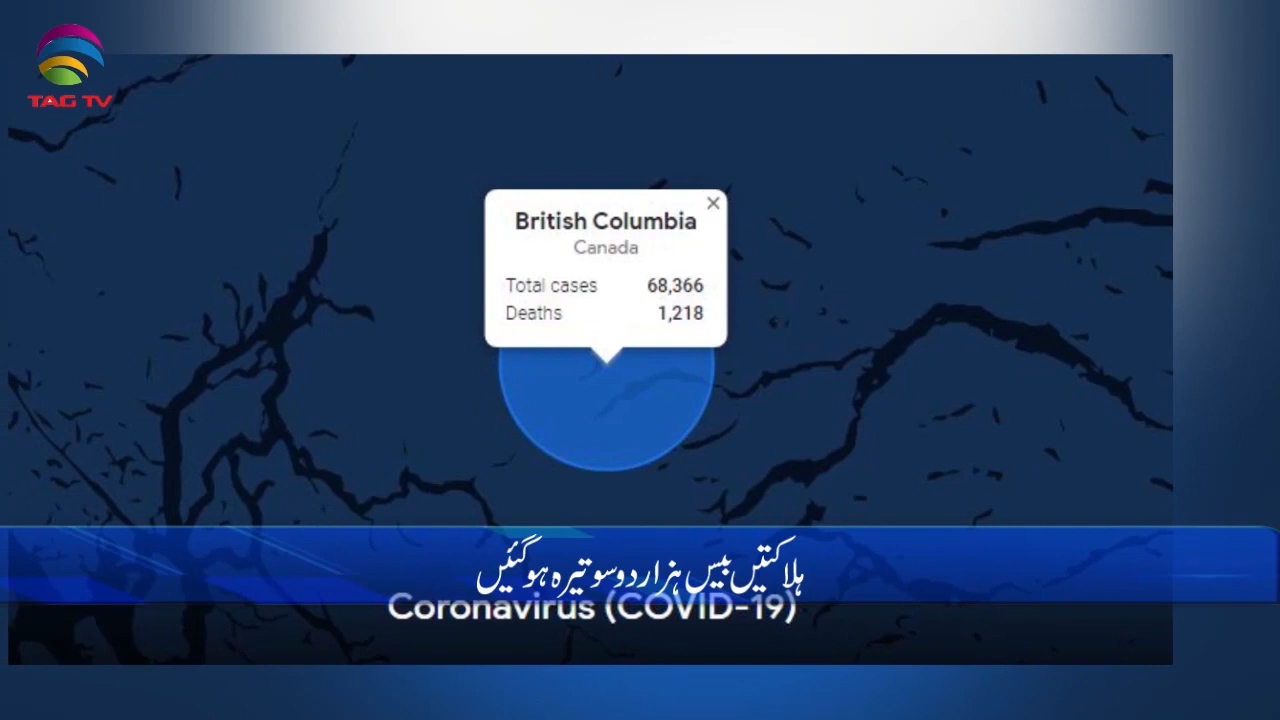 TAG TV
British Columbia
Canada
Total cases 68,366
Deaths 1,218
ہلاکتیں بیس ہزار دو سو تیرہ ہو گئیں
Coronavirus (COVID-19)